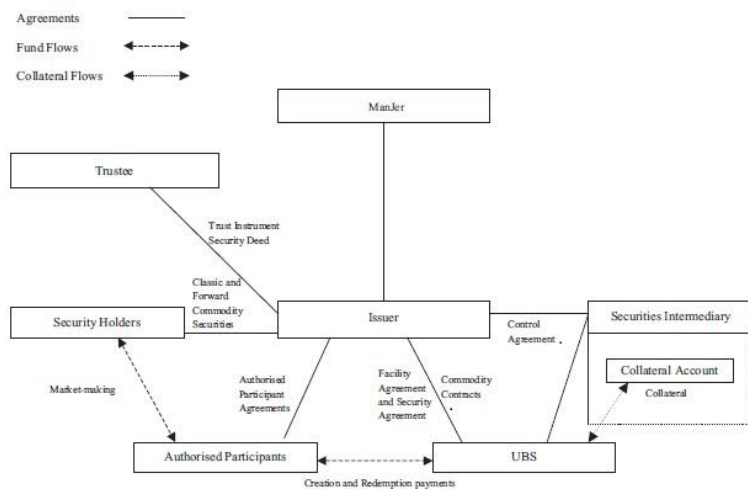 Agreements
Fund Flows
Collateral Flows
ManJer
Trustee
Trust Instrument
Security Deed
Classic and
Forward
Commodity
Securities
Security Holders
Issuer
Securities Intermediary
Control
Agreement .
Collateral Account
Collateral
Market-making
Authorised
Participant
Agreements
Facility
Agreement
and Security
Agreement
Commodity
Contracts
.
Authorised Participants
UBS
Creation and Redemption payments